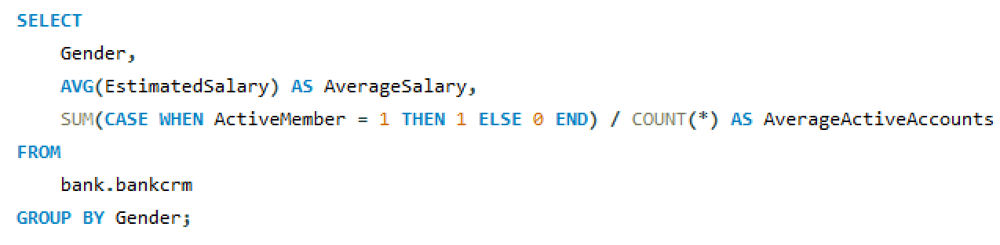 SELECT
Gender,
AVG(EstimatedSalary) AS AverageSalary,
SUM(CASE WHEN ActiveMember = 1 THEN 1 ELSE 0 END) / COUNT(*) AS AverageActiveAccounts
FROM
bank.bankcrm
GROUP BY Gender;